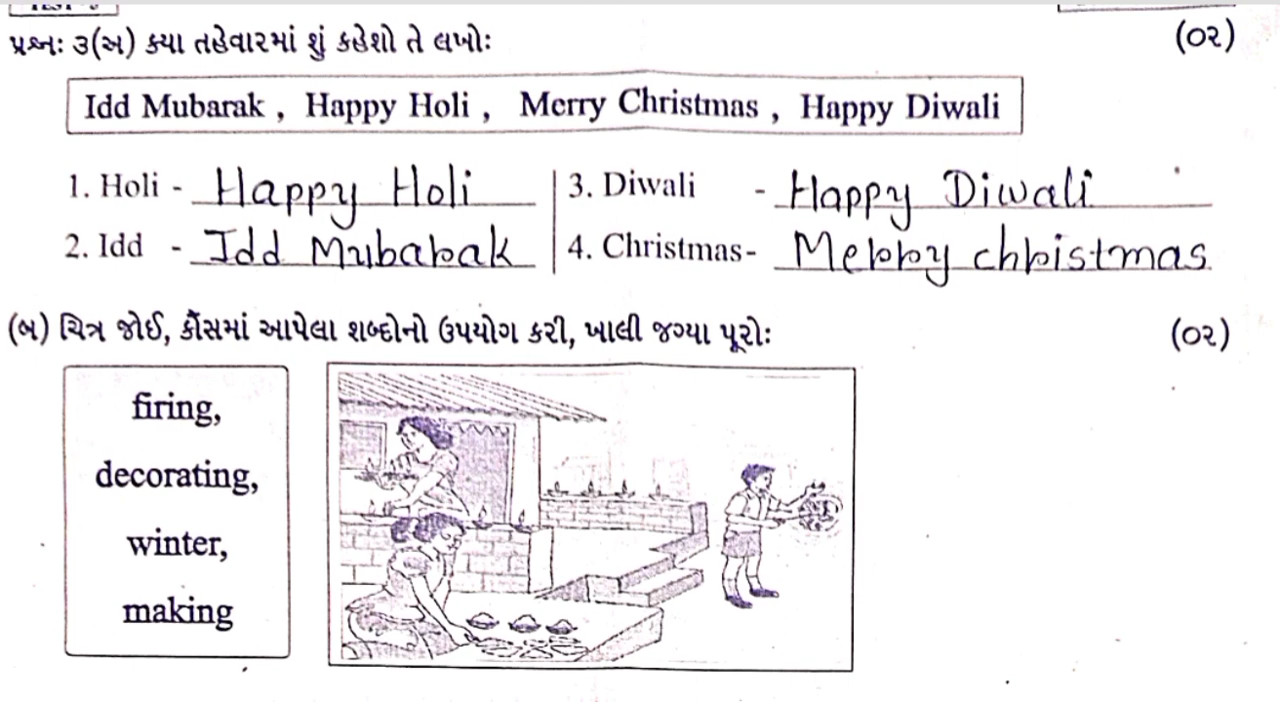 પ્રશ્નઃ ૩(અ) ક્યા તહેવારમાં શું કહેશો તે લખોઃ (૦૨)
Idd Mubarak , Happy Holi , Merry Christmas , Happy Diwali
1. Holi - Happy Holi 3. Diwali - Happy Diwali
2. Idd - Idd Mubarak 4. Christmas- Merry christmas
(બ) ચિત્ર જોઈ, કૌંસમાં આપેલા શબ્દોનો ઉપયોગ કરી, ખાલી જગ્યા પૂરોઃ (૦૨)
firing,
decorating,
winter,
making